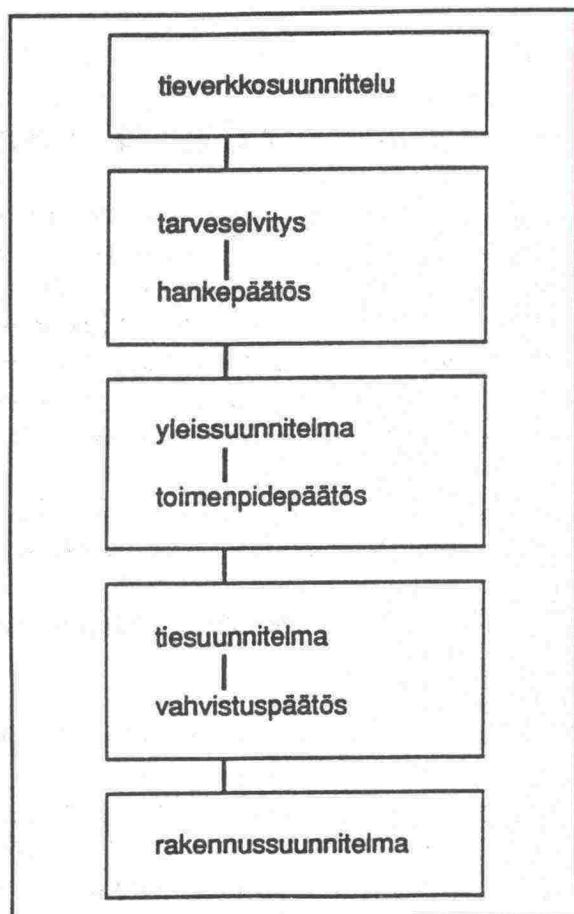 tieverkkosuunnittelu
tarveselvitys
hankepäätös
yleissuunnitelma
toimenpidepäätös
tiesuunnitelma
vahvistuspäätös
rakennussuunnitelma